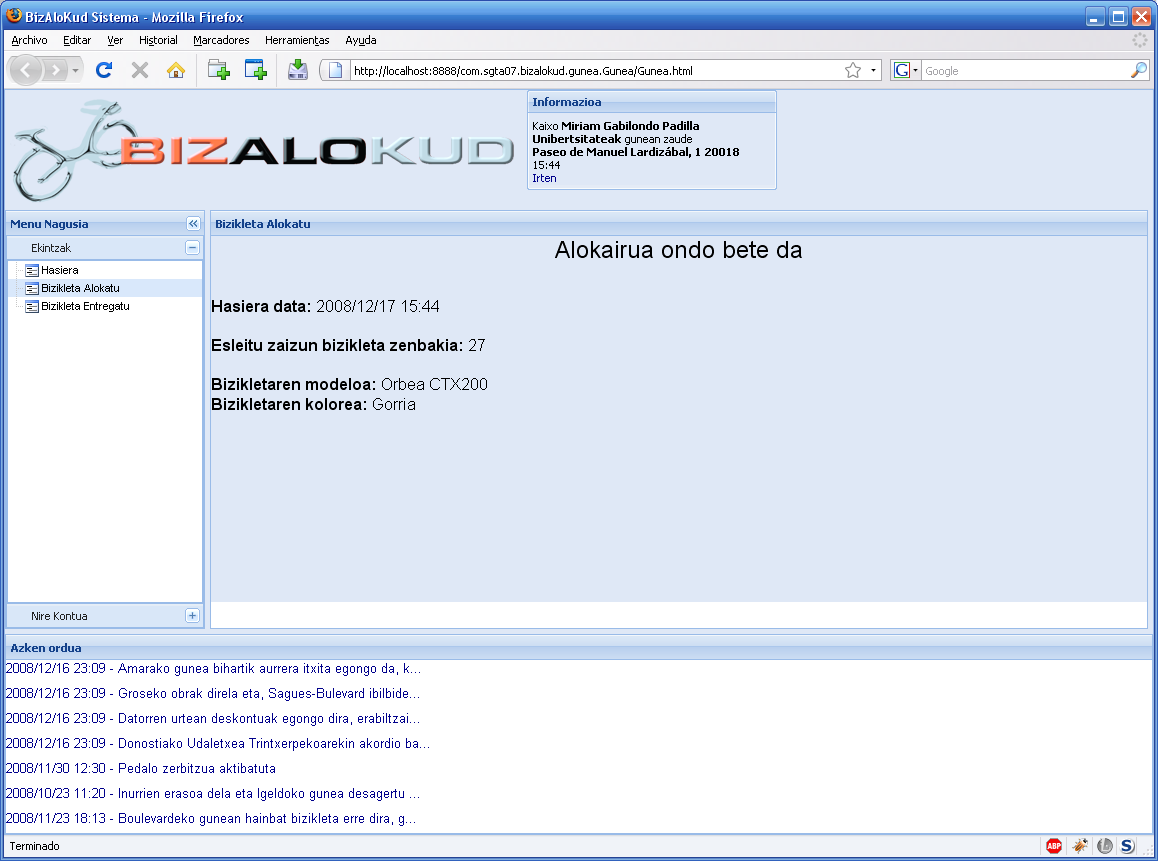 BizAloKud Sistema - Mozilla Firefox
Archivo Editar Ver Historial Marcadores Herramientas Ayuda
http://localhost:8888/com.sgta07.bizalokud.gunea.Gunea/Gunea.html
G Google
BIZALOKUD
Informazioa
Kaixo Miriam Gabilondo Padilla
Unibertsitateak gunean zaude
Paseo de Manuel Lardizábal, 1 20018
15:44
Irten
Menu Nagusia
Ekintzak
Hasiera
Bizikleta Alokatu
Bizikleta Entregatu
Nire Kontua
Bizikleta Alokatu
Alokairua ondo bete da
Hasiera data: 2008/12/17 15:44
Esleitu zaizun bizikleta zenbakia: 27
Bizikletaren modeloa: Orbea CTX200
Bizikletaren kolorea: Gorria
Azken ordua
2008/12/16 23:09 - Amarako gunea bihartik aurrera itxita egongo da, k...
2008/12/16 23:09 - Groseko obrak direla eta, Sagues-Bulevard ibilbide...
2008/12/16 23:09 - Datorren urtean deskontuak egongo dira, erabiltzai...
2008/12/16 23:09 - Donostiako Udaletxea Trintxerpekoarekin akordio ba...
2008/11/30 12:30 - Pedalo zerbitzua aktibatuta
2008/10/23 11:20 - Inurrien erasoa dela eta Igeldoko gunea desagertu ...
2008/11/23 18:13 - Boulevardeko gunean hainbat bizikleta erre dira, g...
Terminado
ABP
S